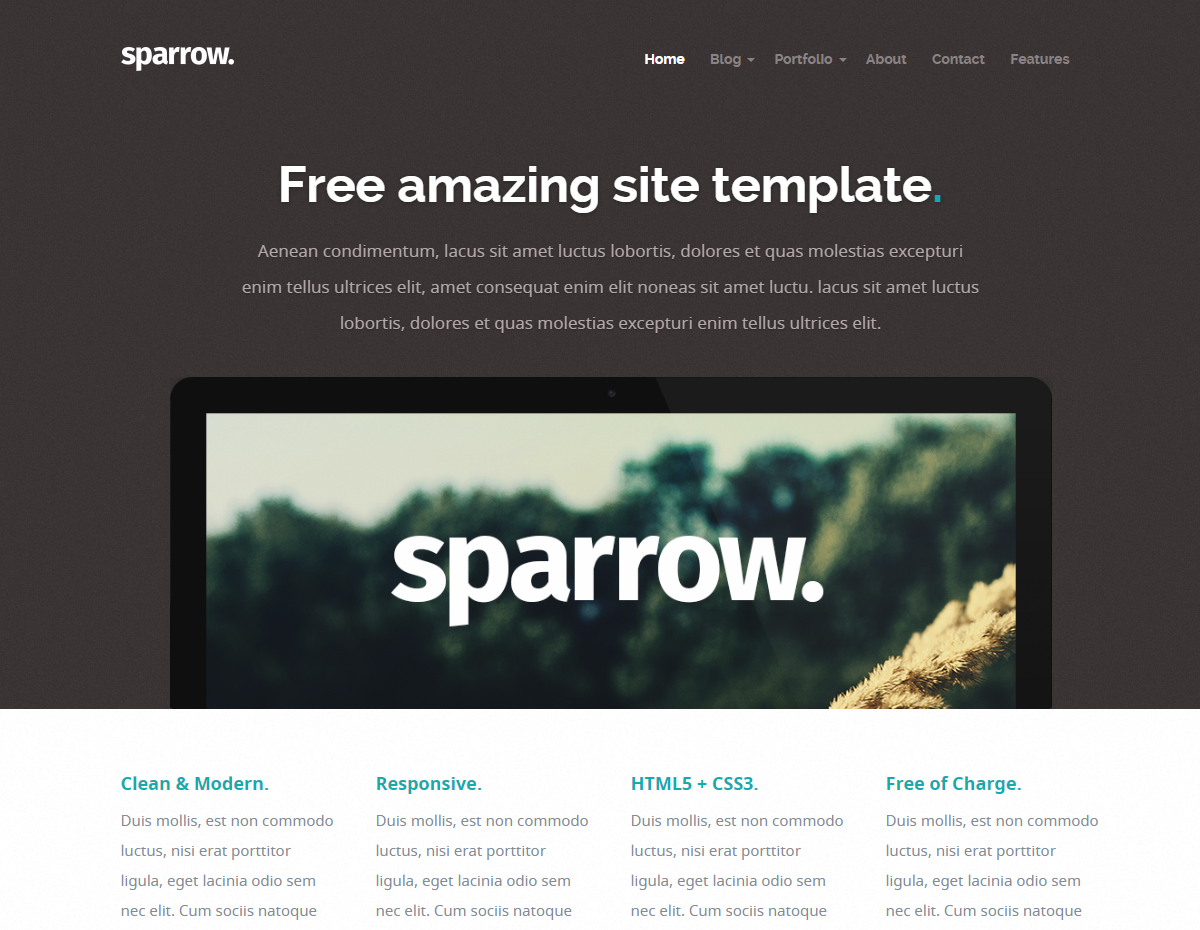 sparrow.
Home Blog Portfolio About Contact Features
Free amazing site template.
Aenean condimentum, lacus sit amet luctus lobortis, dolores et quas molestias excepturi
enim tellus ultrices elit, amet consequat enim elit noneas sit amet luctu. lacus sit amet luctus
lobortis, dolores et quas molestias excepturi enim tellus ultrices elit.
sparrow.
Clean & Modern.
Duis mollis, est non commodo
luctus, nisi erat porttitor
ligula, eget lacinia odio sem
nec elit. Cum sociis natoque
Responsive.
Duis mollis, est non commodo
luctus, nisi erat porttitor
ligula, eget lacinia odio sem
nec elit. Cum sociis natoque
HTML5 + CSS3.
Duis mollis, est non commodo
luctus, nisi erat porttitor
ligula, eget lacinia odio sem
nec elit. Cum sociis natoque
Free of Charge.
Duis mollis, est non commodo
luctus, nisi erat porttitor
ligula, eget lacinia odio sem
nec elit. Cum sociis natoque